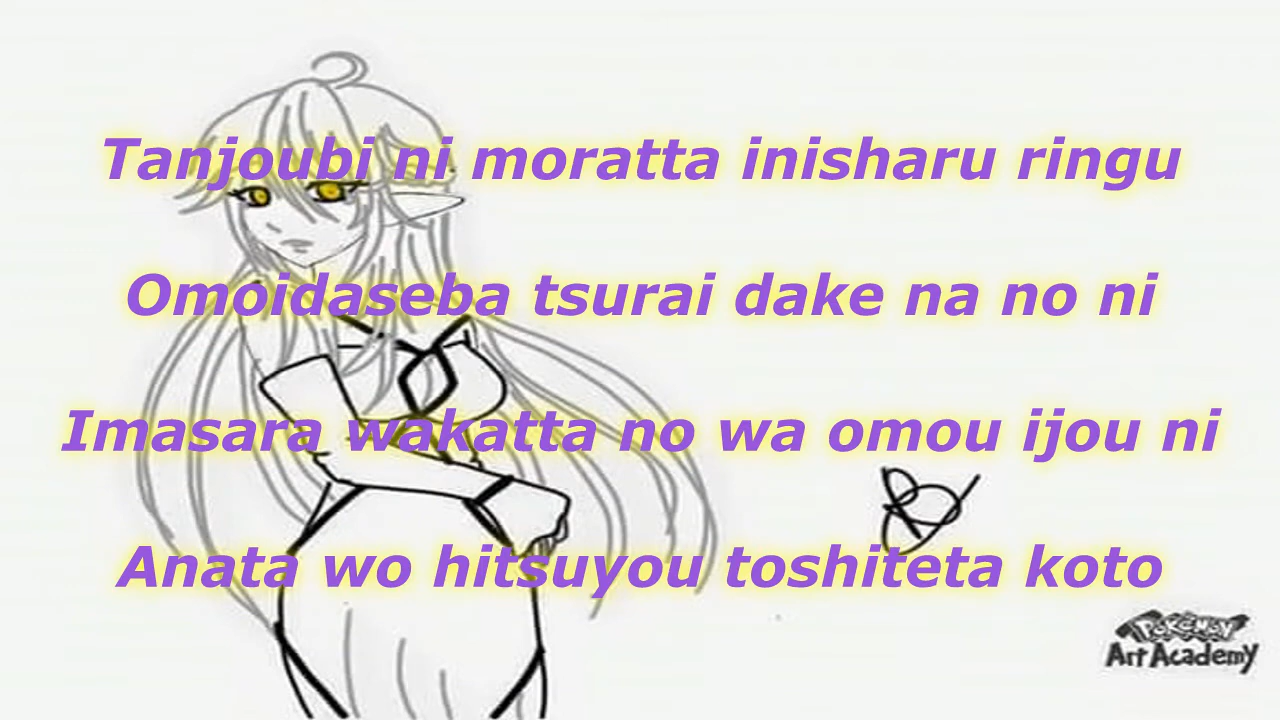 Tanjoubi ni moratta inisharu ringu
Omoidaseba tsurai dake na no ni
Imasara wakatta no wa omou ijou ni
Anata wo hitsuyou toshiteta koto
POKéMON
Art Academy